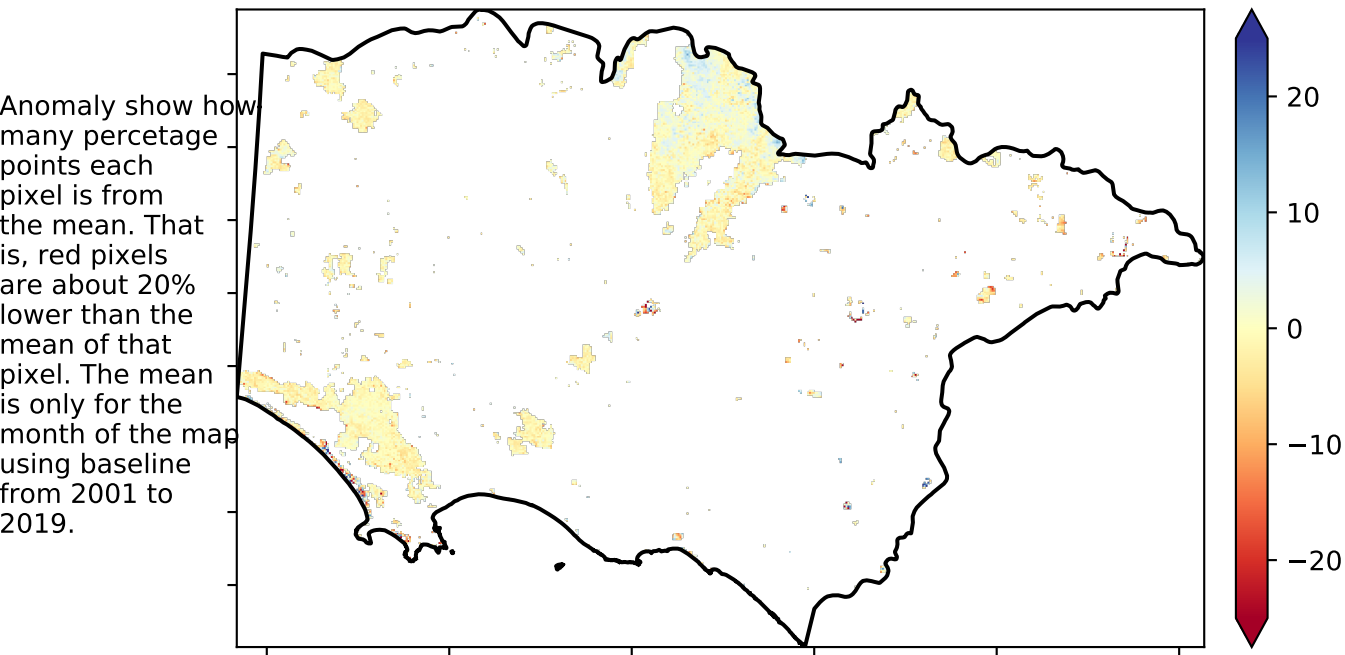 Anomaly show how
many percetage
points each
pixel is from
the mean. That
is, red pixels
are about 20%
lower than the
mean of that
pixel. The mean
is only for the
month of the map
using baseline
from 2001 to
2019.
20
10
0
−10
−20